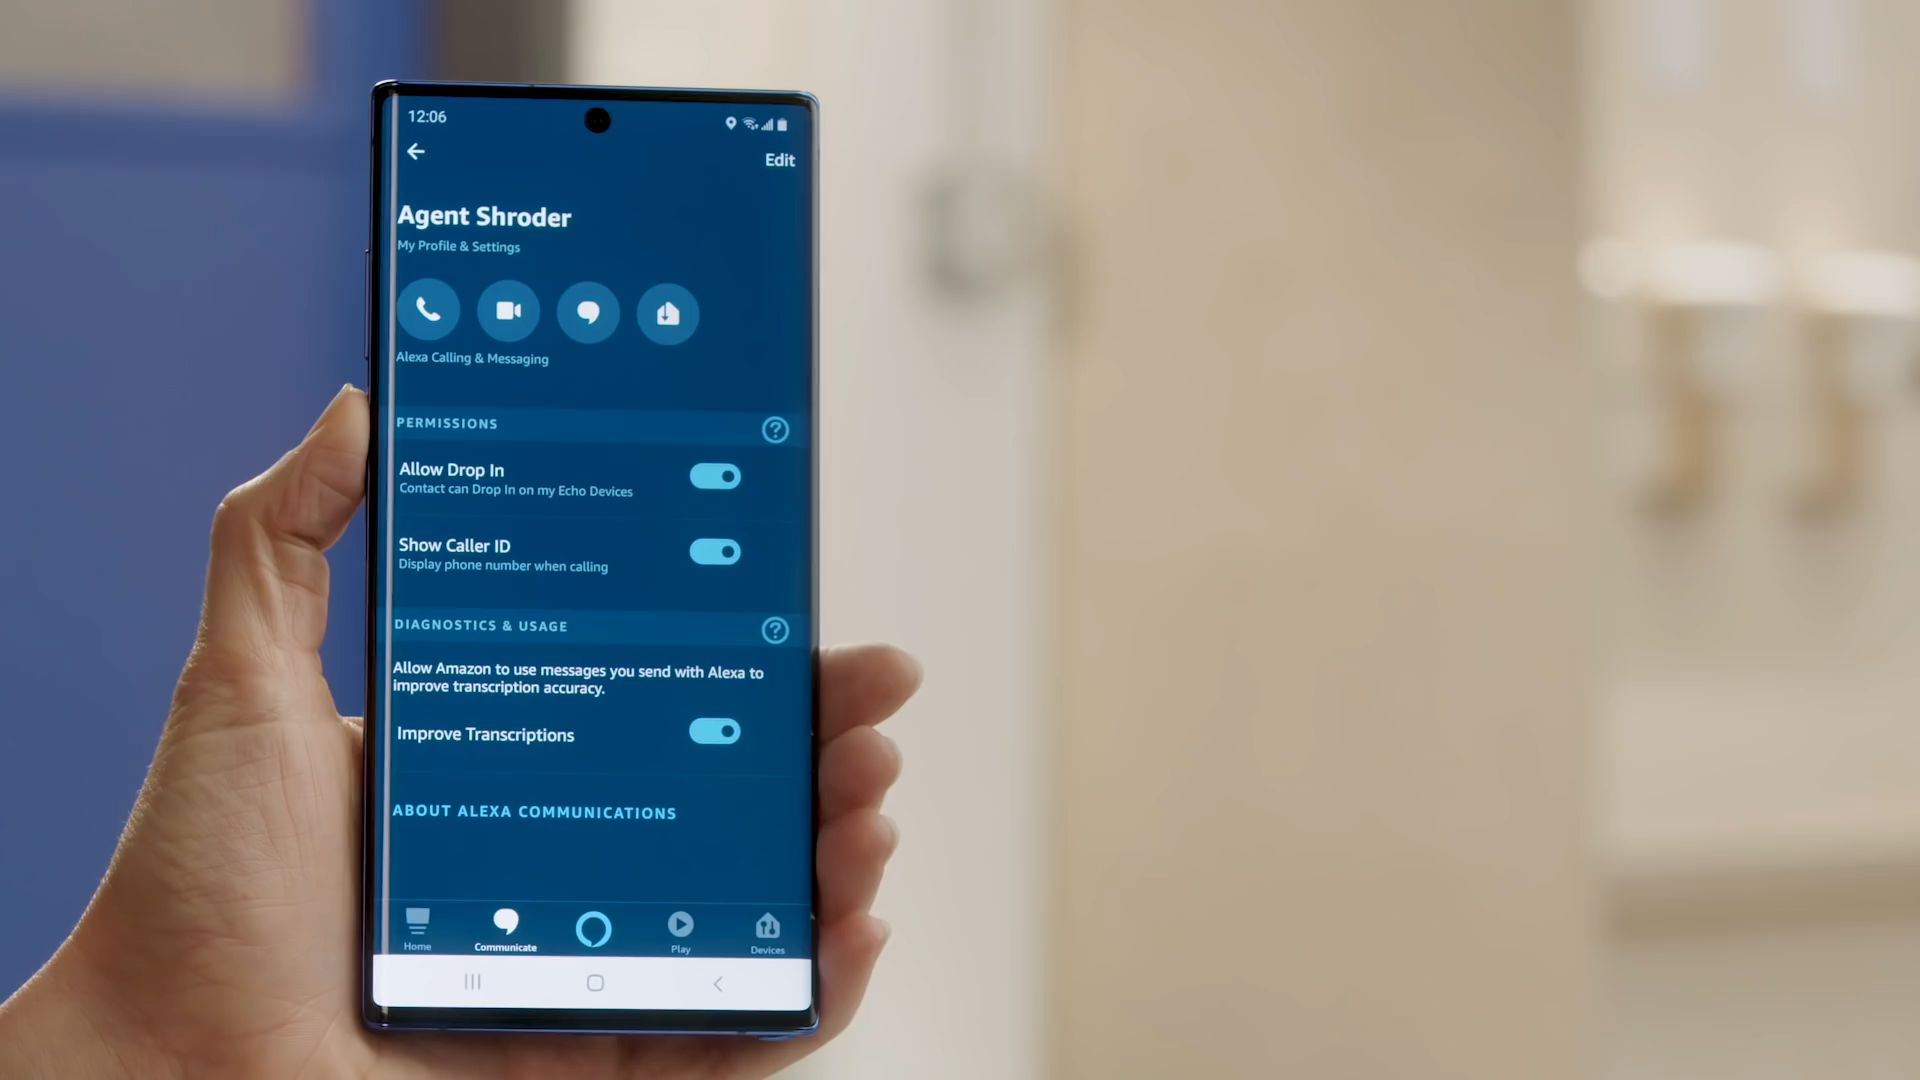 12:06
Edit
Agent Shroder
My Profile & Settings
Alexa Calling & Messaging
PERMISSIONS
?
Allow Drop In
Contact can Drop In on my Echo Devices
Show Caller ID
Display phone number when calling
DIAGNOSTICS & USAGE
?
Allow Amazon to use messages you send with Alexa to
improve transcription accuracy.
Improve Transcriptions
ABOUT ALEXA COMMUNICATIONS
Home
Communicate
Play
Devices